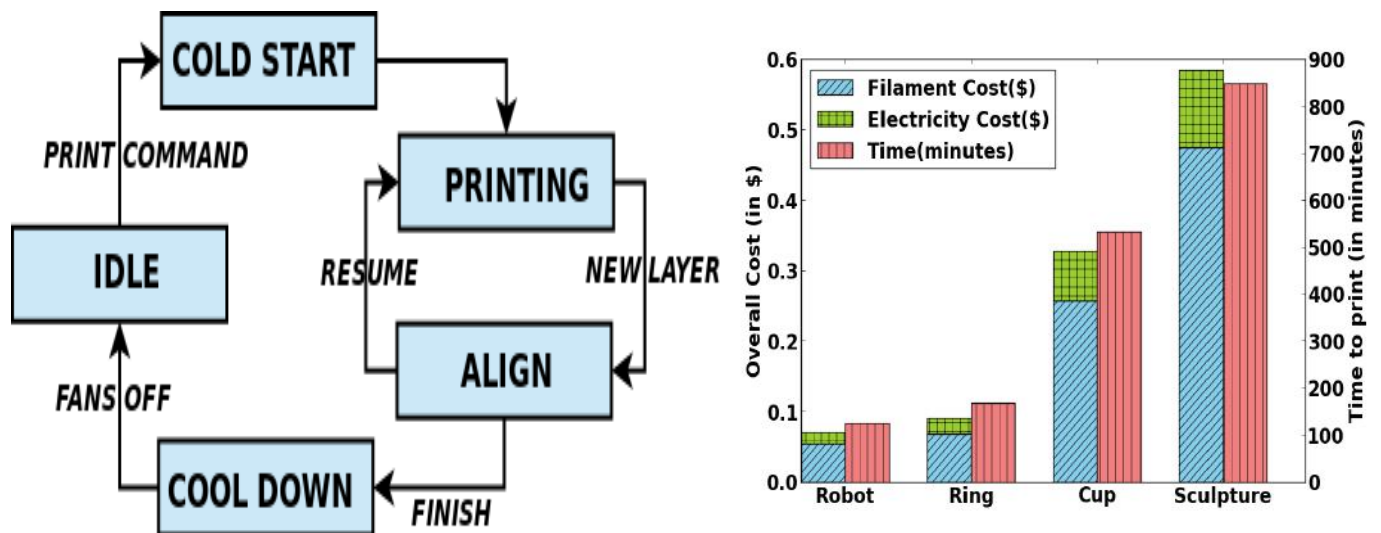 COLD START
PRINT COMMAND
PRINTING
IDLE
RESUME
NEW LAYER
ALIGN
FANS OFF
COOL DOWN
FINISH
Overall Cost (in $)
0.6
0.5
0.4
0.3
0.2
0.1
0.0
Filament Cost($)
Electricity Cost($)
Time(minutes)
Robot
Ring
Cup
Sculpture
900
800
700
600
500
400
300
200
100
0
Time to print (in minutes)